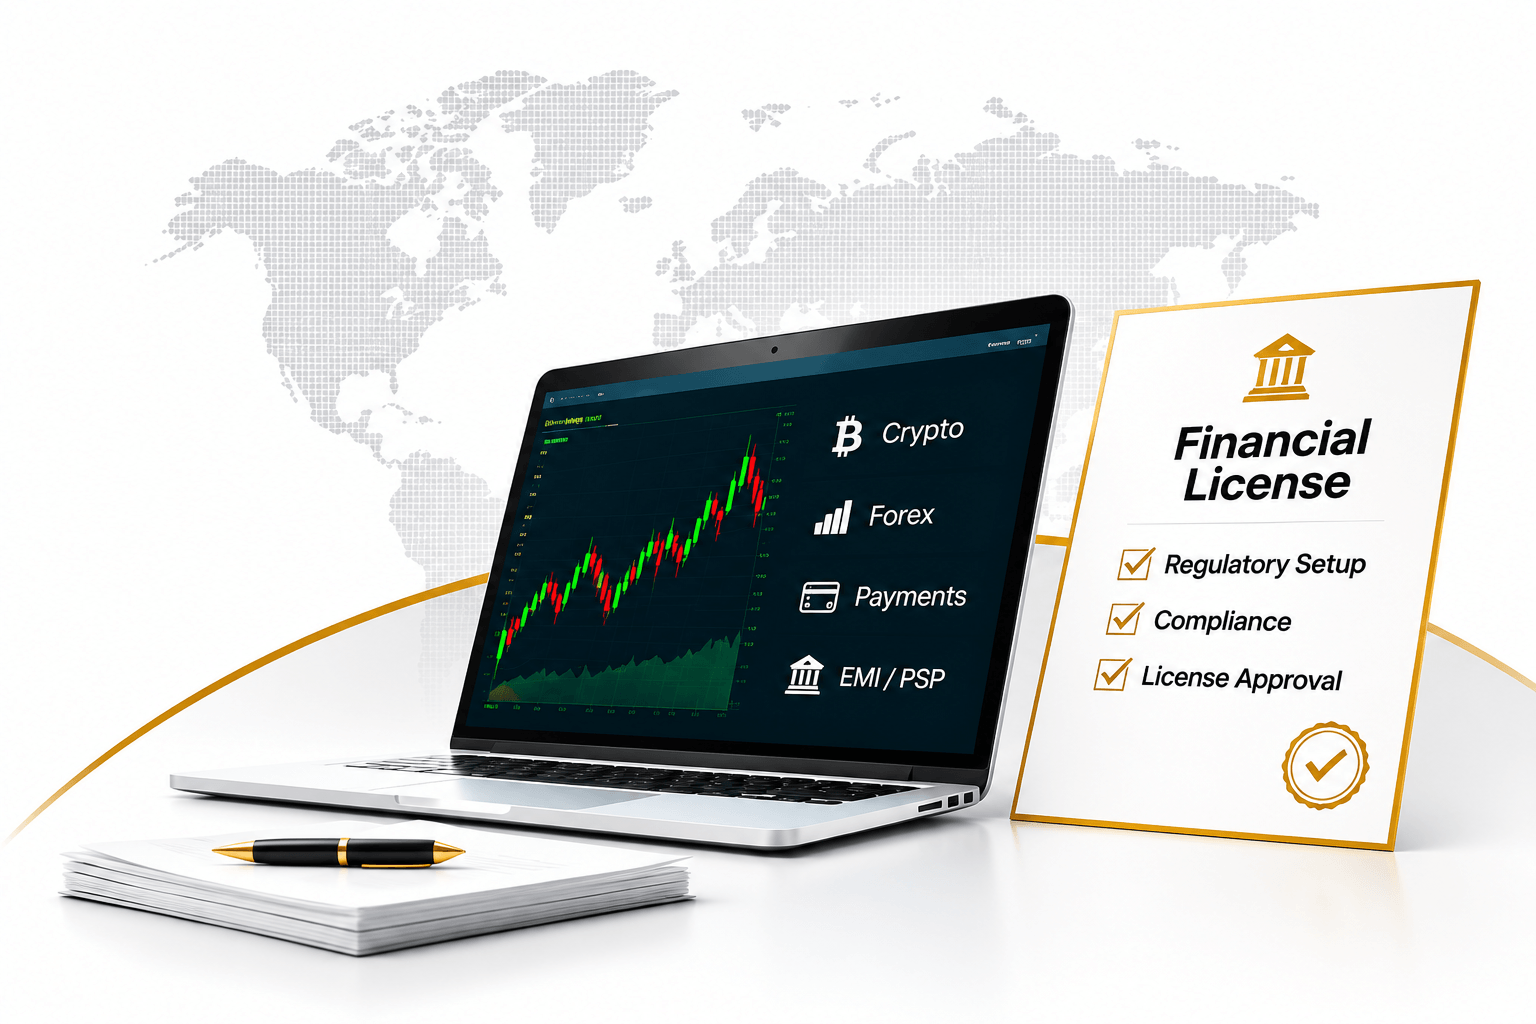 Crypto
Forex
Payments
EMI / PSP
Financial
License
Regulatory Setup
Compliance
License Approval